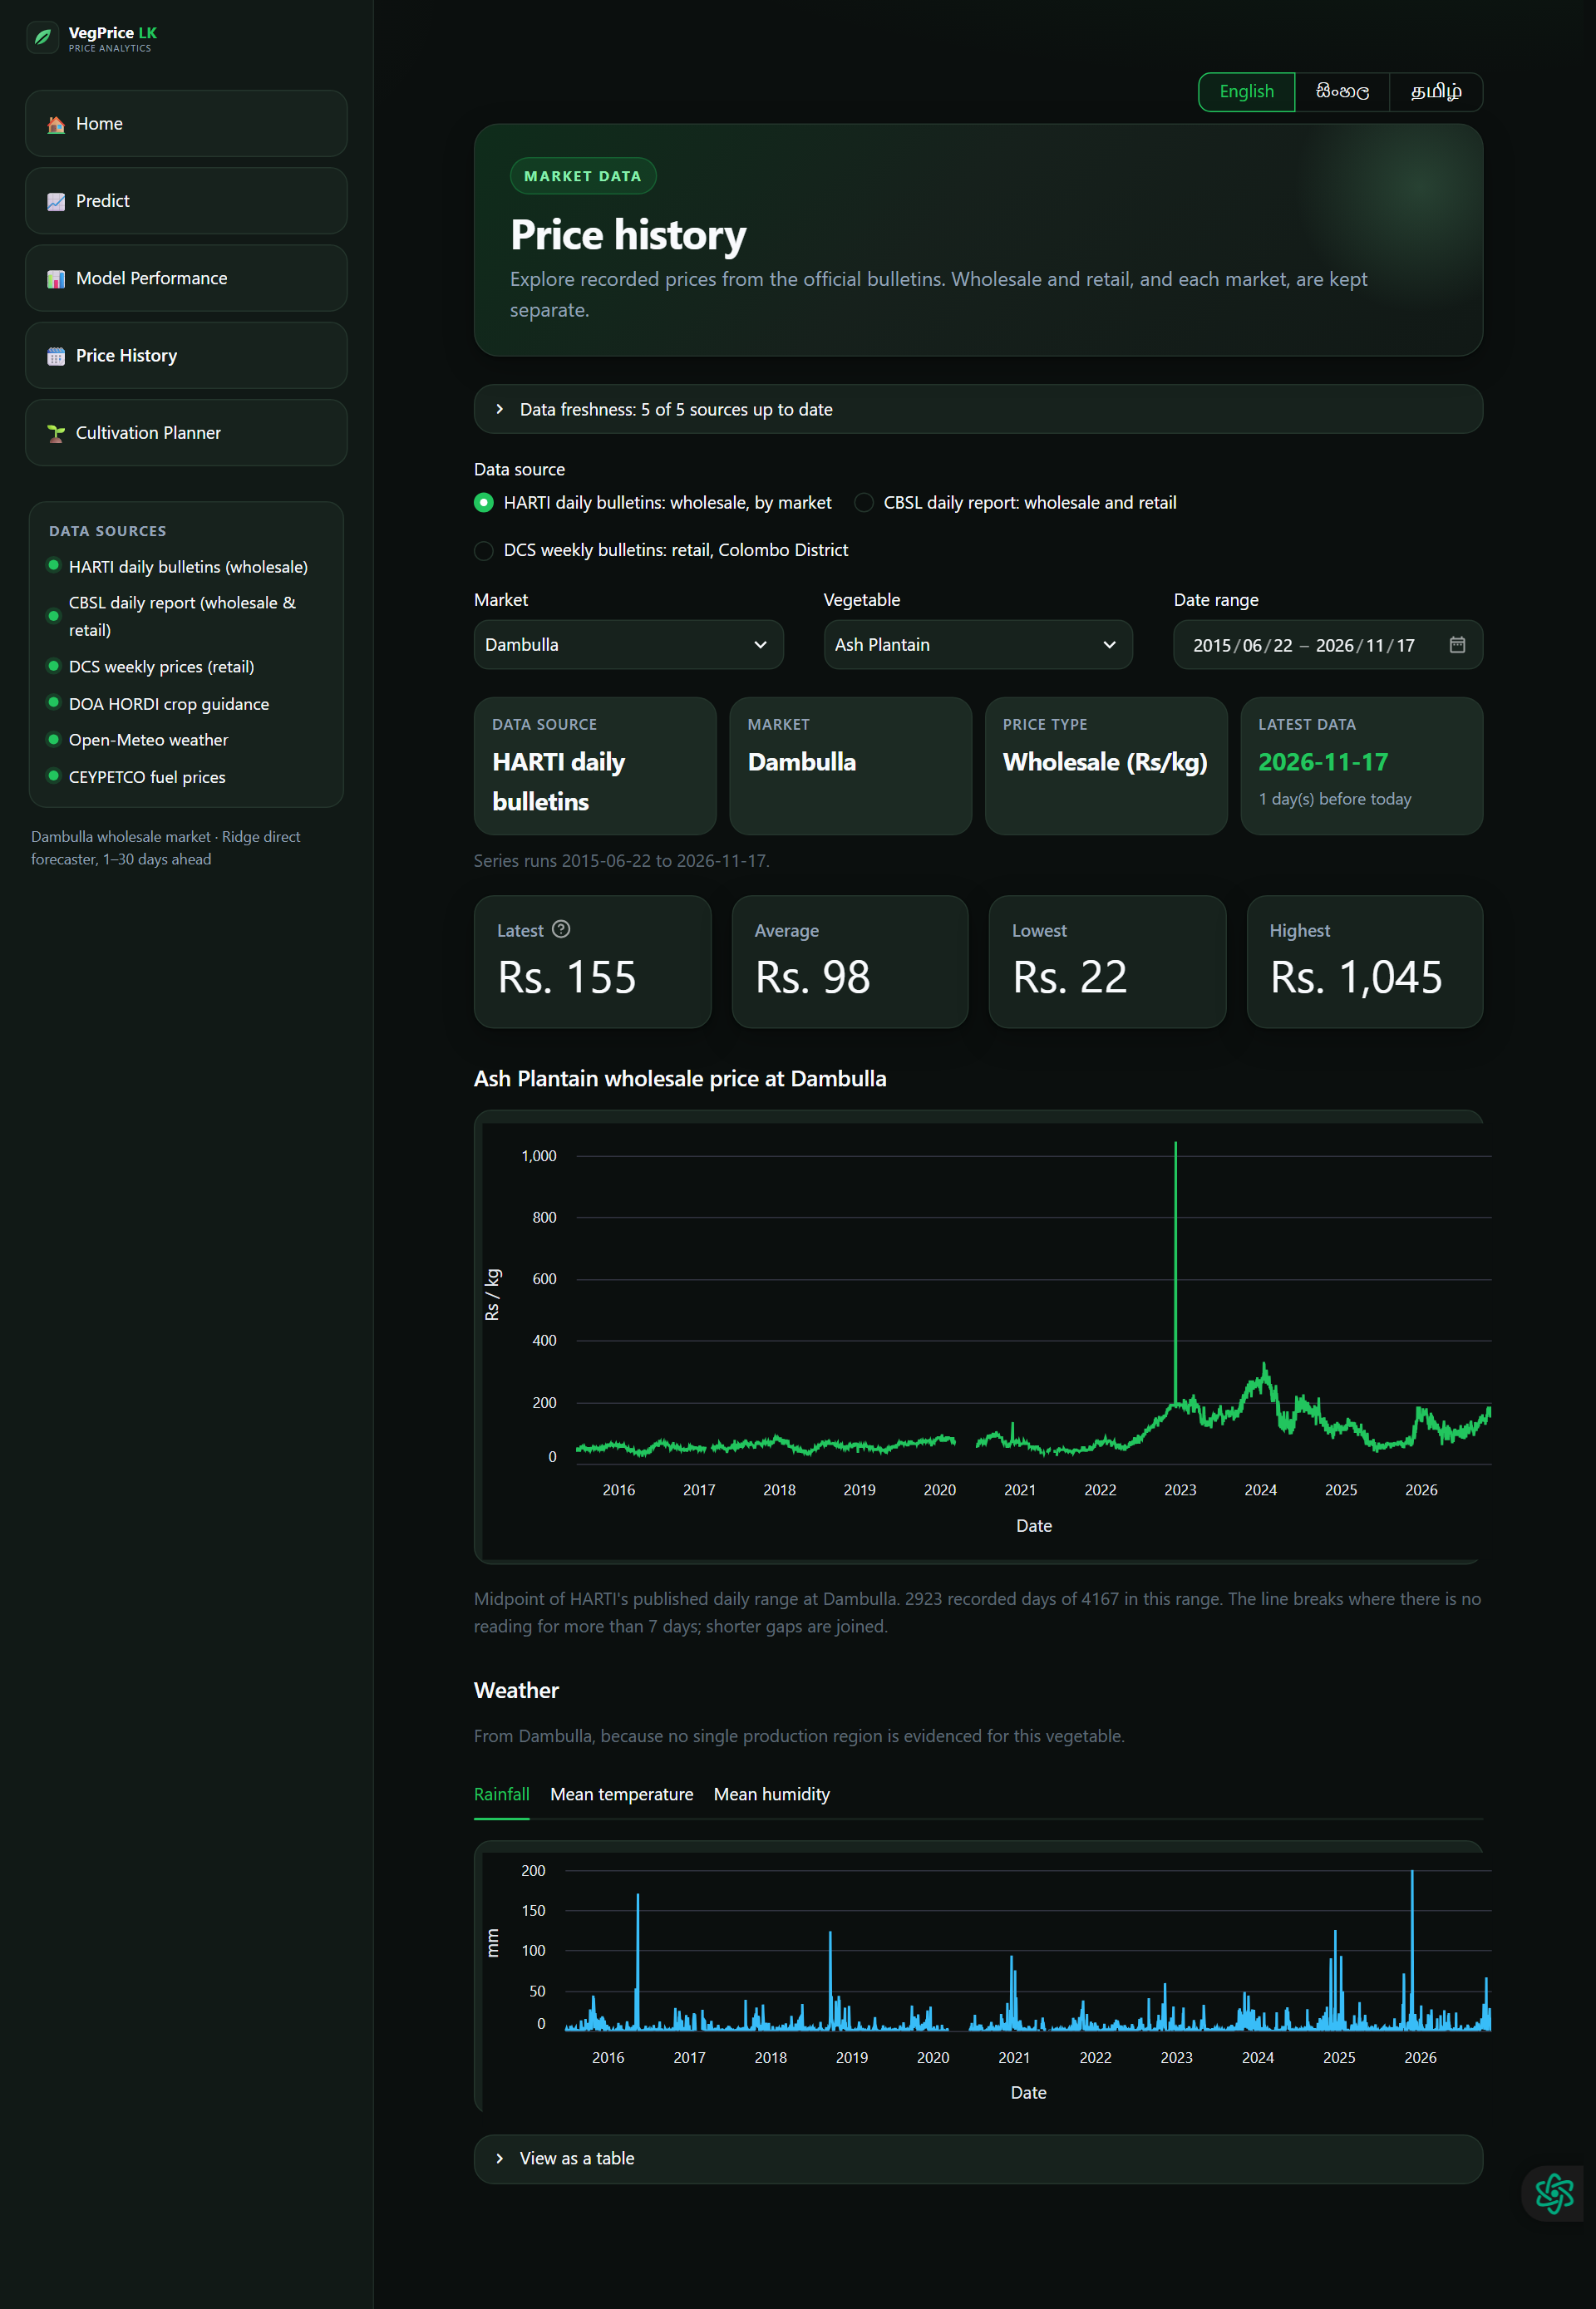 VegPrice LK
PRICE ANALYTICS
Home
Predict
Model Performance
Price History
Cultivation Planner
DATA SOURCES
HARTI daily bulletins (wholesale)
CBSL daily report (wholesale &
retail)
DCS weekly prices (retail)
DOA HORDI crop guidance
Open-Meteo weather
CEYPETCO fuel prices
Dambulla wholesale market · Ridge direct
forecaster, 1–30 days ahead
English
සිංහල
தமிழ்
MARKET DATA
Price history
Explore recorded prices from the official bulletins. Wholesale and retail, and each market, are kept
separate.
Data freshness: 5 of 5 sources up to date
Data source
HARTI daily bulletins: wholesale, by market
CBSL daily report: wholesale and retail
DCS weekly bulletins: retail, Colombo District
Market
Vegetable
Date range
Dambulla
Ash Plantain
2015/06/22 – 2026/11/17
DATA SOURCE
HARTI daily
bulletins
MARKET
Dambulla
PRICE TYPE
Wholesale (Rs/kg)
LATEST DATA
2026-11-17
1 day(s) before today
Series runs 2015-06-22 to 2026-11-17.
Latest
Rs. 155
Average
Rs. 98
Lowest
Rs. 22
Highest
Rs. 1,045
Ash Plantain wholesale price at Dambulla
1,000
800
600
400
200
0
Rs / kg
2016 2017 2018 2019 2020 2021 2022 2023 2024 2025 2026
Date
Midpoint of HARTI's published daily range at Dambulla. 2923 recorded days of 4167 in this range. The line breaks where there is no
reading for more than 7 days; shorter gaps are joined.
Weather
From Dambulla, because no single production region is evidenced for this vegetable.
Rainfall
Mean temperature
Mean humidity
200
150
100
50
0
mm
2016 2017 2018 2019 2020 2021 2022 2023 2024 2025 2026
Date
View as a table